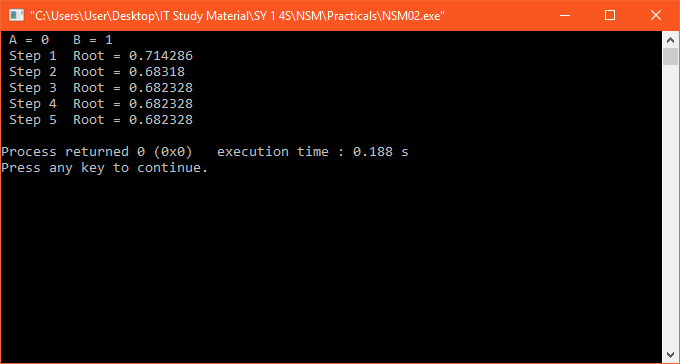 "C:\Users\User\Desktop\IT Study Material\SY 1 4S\NSM\Practicals\NSM02.exe"
A = 0   B = 1
Step 1  Root = 0.714286
Step 2  Root = 0.68318
Step 3  Root = 0.682328
Step 4  Root = 0.682328
Step 5  Root = 0.682328
Process returned 0 (0x0)   execution time : 0.188 s
Press any key to continue.